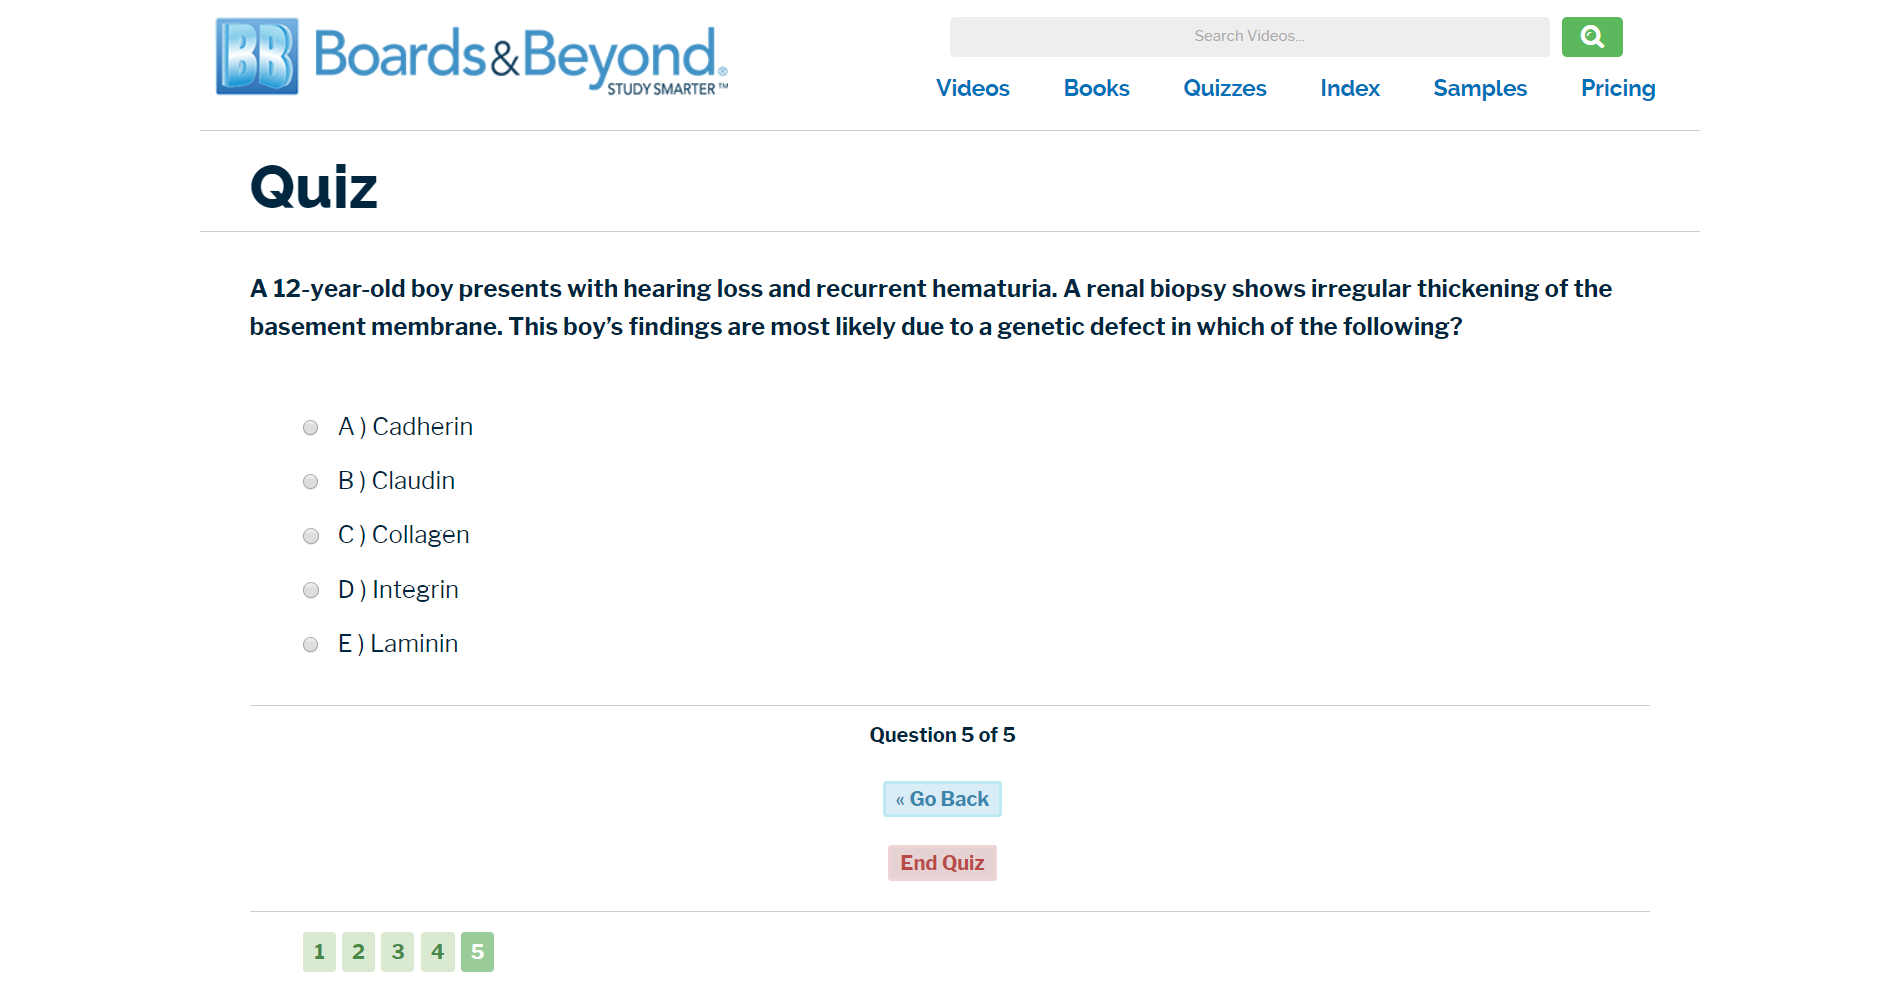 BB Boards&Beyond®
STUDY SMARTER™
Search Videos...
Videos Books Quizzes Index Samples Pricing
Quiz
A 12-year-old boy presents with hearing loss and recurrent hematuria. A renal biopsy shows irregular thickening of the
basement membrane. This boy’s findings are most likely due to a genetic defect in which of the following?
A ) Cadherin
B ) Claudin
C ) Collagen
D ) Integrin
E ) Laminin
Question 5 of 5
« Go Back
End Quiz
1 2 3 4 5